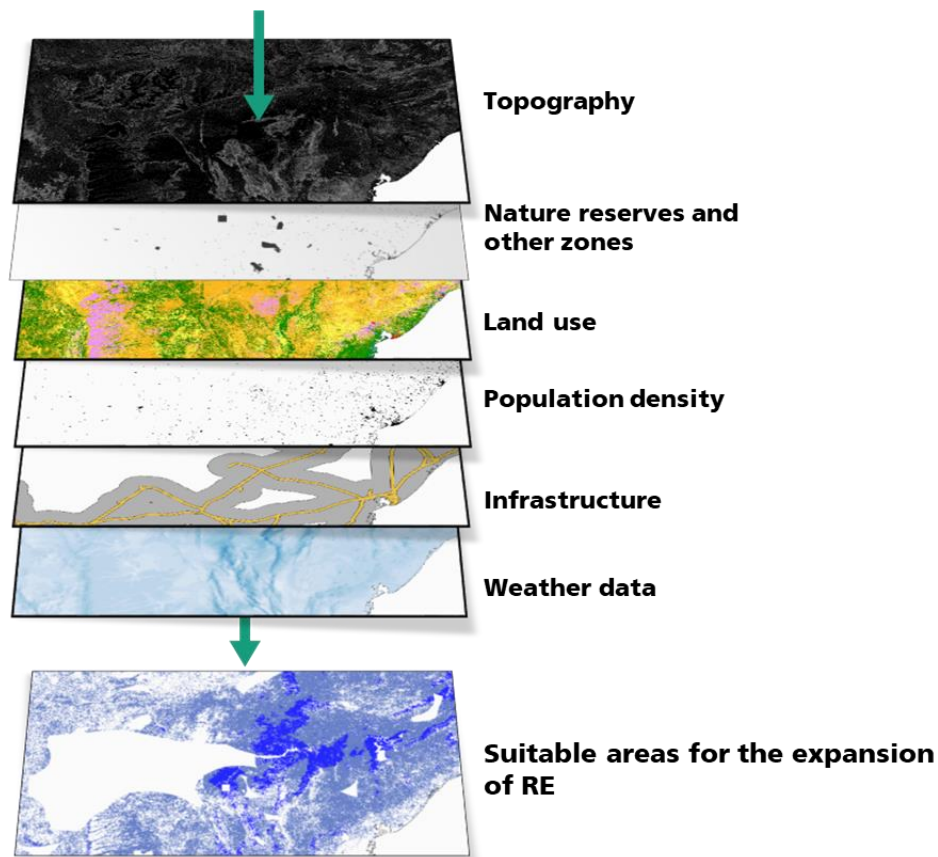 Topography
Nature reserves and
other zones
Land use
Population density
Infrastructure
Weather data
Suitable areas for the expansion
of RE